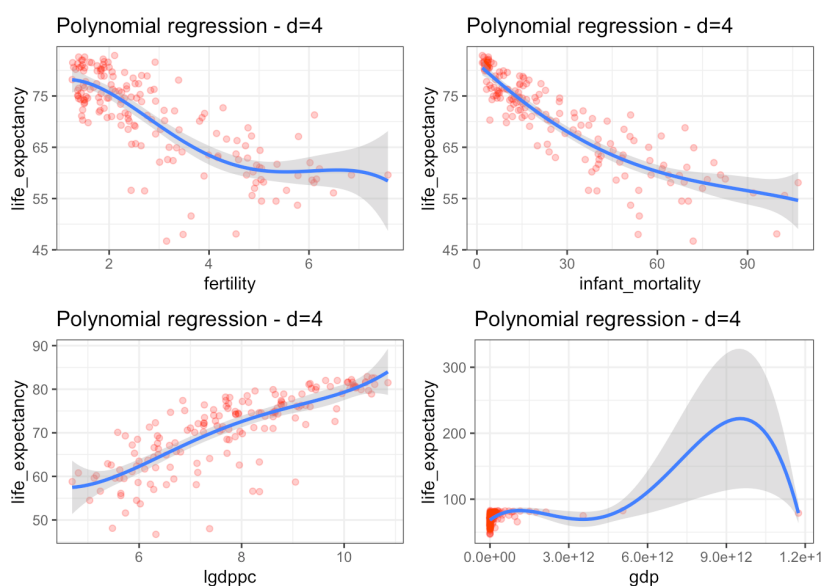 Polynomial regression - d=4
life_expectancy
75
65
55
45
2
4
6
fertility
Polynomial regression - d=4
life_expectancy
75
65
55
45
0
30
60
90
infant_mortality
Polynomial regression - d=4
life_expectancy
90
80
70
60
50
6
8
10
lgdppc
Polynomial regression - d=4
life_expectancy
300
200
100
0.0e+00
3.0e+12
6.0e+12
9.0e+12
1.2e+1
gdp